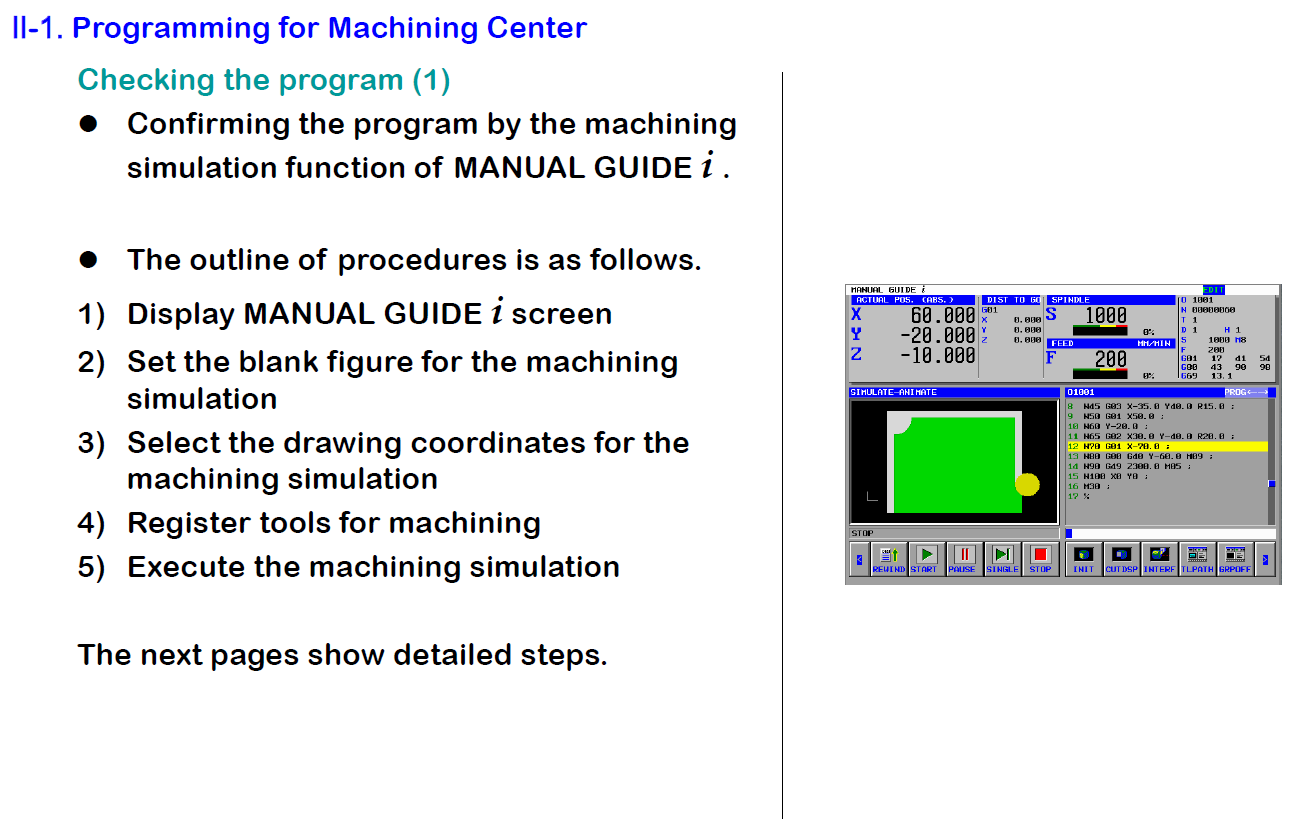 II-1. Programming for Machining Center
Checking the program (1)
● Confirming the program by the machining
simulation function of MANUAL GUIDE i .
● The outline of procedures is as follows.
1) Display MANUAL GUIDE i screen
2) Set the blank figure for the machining
simulation
3) Select the drawing coordinates for the
machining simulation
4) Register tools for machining
5) Execute the machining simulation
The next pages show detailed steps.
MANUAL GUIDE i
EDIT
ACTUAL POS. (ABS.)
X 60.000
Y -20.000
Z -10.000
DIST TO GO
G01
X 0.000
Y 0.000
Z 0.000
SPINDLE
S 1000
0%
FEED MM/MIN
F 200
0%
O 1001
N 00000060
T 1
D 1 H 1
S 1000 M8
F 200
G01 17 41 54
G00 43 90 98
G69 13.1
SIMULATE-ANIMATE
STOP
O1001 PROG
8 N45 G03 X-35.0 Y40.0 R15.0 ;
9 N50 G01 X50.0 ;
10 N60 Y-20.0 ;
11 N65 G02 X30.0 Y-40.0 R20.0 ;
12 N70 G01 X-70.0 ;
13 N80 G00 G40 Y-60.0 M09 ;
14 N90 G49 Z300.0 M05 ;
15 N100 X0 Y0 ;
16 M30 ;
17 %
< REWIND START PAUSE SINGLE STOP INIT CUTDSP INTERF TLPATH GRPOFF >